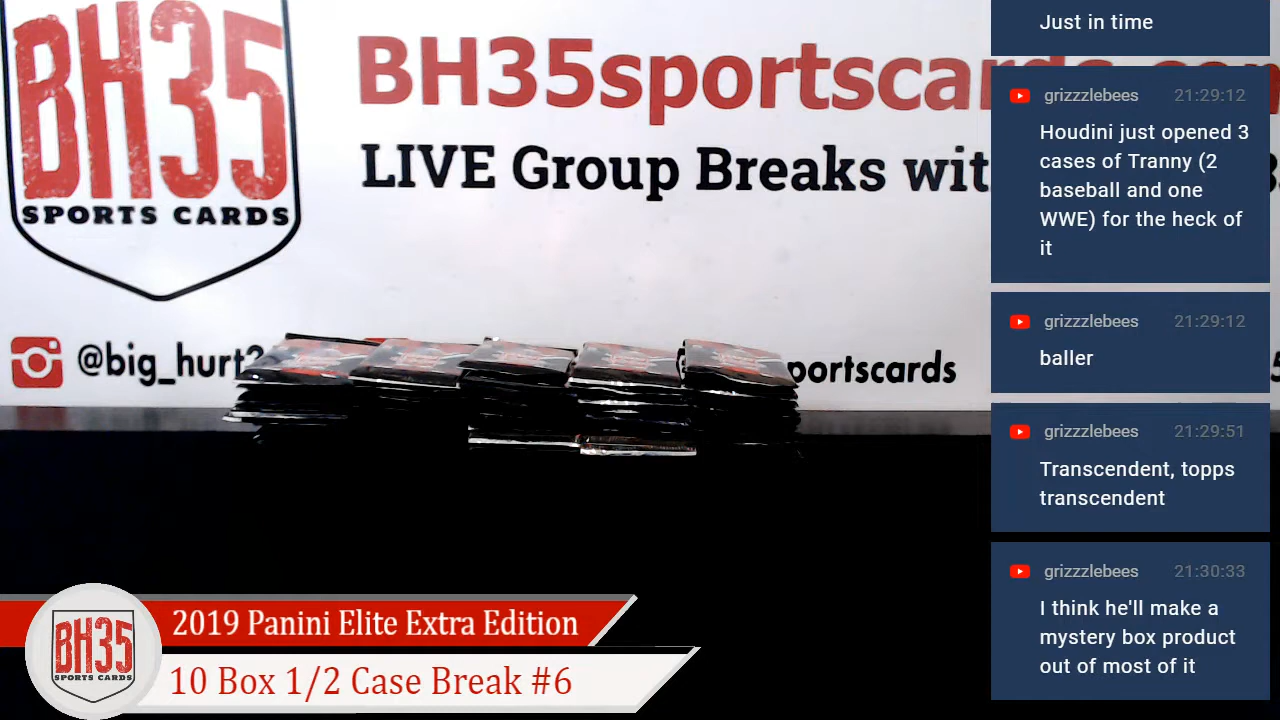 BH35
SPORTS CARDS
BH35sportscards.com
LIVE Group Breaks wit
@big_hurt
portscards
Just in time
grizzzlebees 21:29:12
Houdini just opened 3
cases of Tranny (2
baseball and one
WWE) for the heck of
it
grizzzlebees 21:29:12
baller
grizzzlebees 21:29:51
Transcendent, topps
transcendent
grizzzlebees 21:30:33
I think he'll make a
mystery box product
out of most of it
BH35
SPORTS CARDS
2019 Panini Elite Extra Edition
10 Box 1/2 Case Break #6